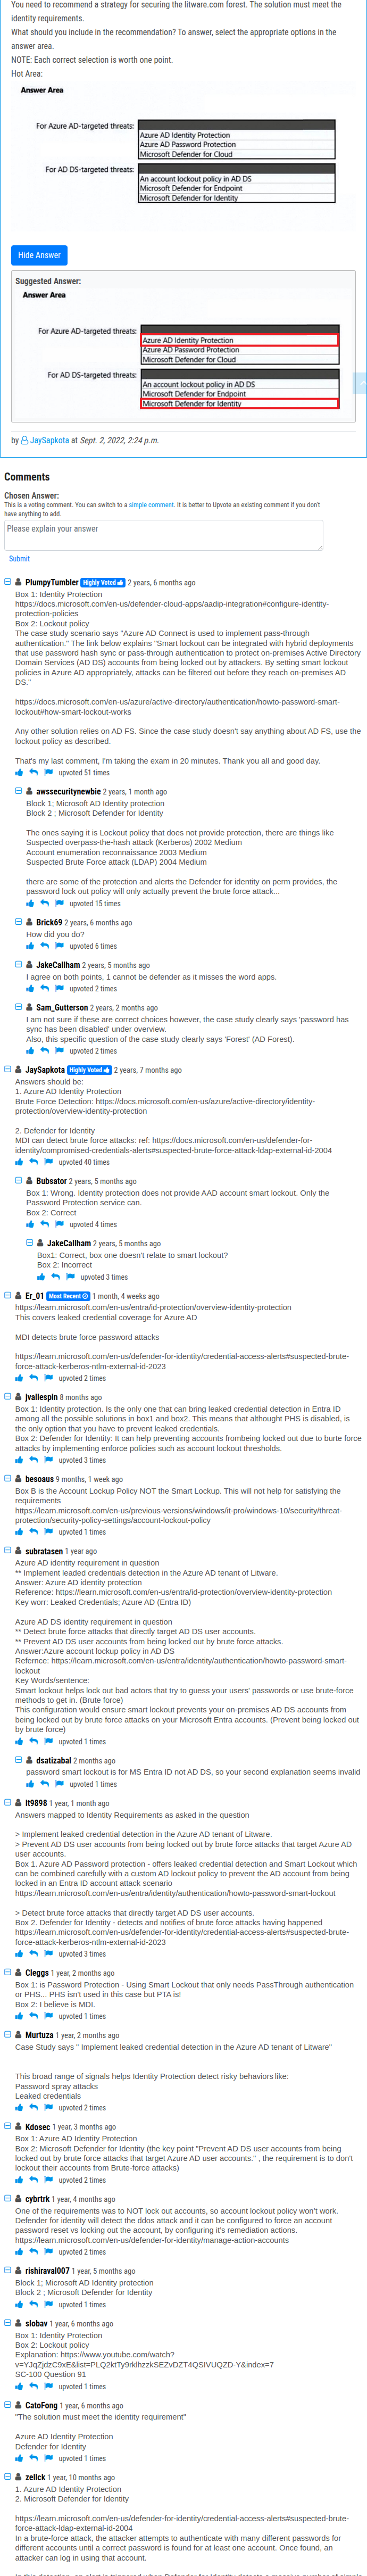 You need to recommend a strategy for securing the litware.com forest. The solution must meet the
identity requirements.
What should you include in the recommendation? To answer, select the appropriate options in the
answer area.
NOTE: Each correct selection is worth one point.
Hot Area:
Answer Area
For Azure AD-targeted threats:
Azure AD Identity Protection
Azure AD Password Protection
Microsoft Defender for Cloud
For AD DS-targeted threats:
An account lockout policy in AD DS
Microsoft Defender for Endpoint
Microsoft Defender for Identity
Hide Answer
Suggested Answer:
Answer Area
For Azure AD-targeted threats:
Azure AD Identity Protection
Azure AD Password Protection
Microsoft Defender for Cloud
For AD DS-targeted threats:
An account lockout policy in AD DS
Microsoft Defender for Endpoint
Microsoft Defender for Identity
by JaySapkota at Sept. 2, 2022, 2:24 p.m.
Comments
Chosen Answer:
This is a voting comment. You can switch to a simple comment. It is better to Upvote an existing comment if you don't
have anything to add.
Please explain your answer
Submit
PlumpyTumbler Highly Voted 2 years, 6 months ago
Box 1: Identity Protection
https://docs.microsoft.com/en-us/defender-cloud-apps/aadip-integration#configure-identity-
protection-policies
Box 2: Lockout policy
The case study scenario says "Azure AD Connect is used to implement pass-through
authentication." The link below explains "Smart lockout can be integrated with hybrid deployments
that use password hash sync or pass-through authentication to protect on-premises Active Directory
Domain Services (AD DS) accounts from being locked out by attackers. By setting smart lockout
policies in Azure AD appropriately, attacks can be filtered out before they reach on-premises AD
DS."
https://docs.microsoft.com/en-us/azure/active-directory/authentication/howto-password-smart-
lockout#how-smart-lockout-works
Any other solution relies on AD FS. Since the case study doesn't say anything about AD FS, use the
lockout policy as described.
That's my last comment, I'm taking the exam in 20 minutes. Thank you all and good day.
upvoted 51 times
awssecuritynewbie 2 years, 1 month ago
Block 1; Microsoft AD Identity protection
Block 2 ; Microsoft Defender for Identity
The ones saying it is Lockout policy that does not provide protection, there are things like
Suspected overpass-the-hash attack (Kerberos) 2002 Medium
Account enumeration reconnaissance 2003 Medium
Suspected Brute Force attack (LDAP) 2004 Medium
there are some of the protection and alerts the Defender for identity on perm provides, the
password lock out policy will only actually prevent the brute force attack...
upvoted 15 times
Brick69 2 years, 6 months ago
How did you do?
upvoted 6 times
JakeCallham 2 years, 5 months ago
I agree on both points, 1 cannot be defender as it misses the word apps.
upvoted 2 times
Sam_Gutterson 2 years, 2 months ago
I am not sure if these are correct choices however, the case study clearly says 'password has
sync has been disabled' under overview.
Also, this specific question of the case study clearly says 'Forest' (AD Forest).
upvoted 2 times
JaySapkota Highly Voted 2 years, 7 months ago
Answers should be:
1. Azure AD Identity Protection
Brute Force Detection: https://docs.microsoft.com/en-us/azure/active-directory/identity-
protection/overview-identity-protection
2. Defender for Identity
MDI can detect brute force attacks: ref: https://docs.microsoft.com/en-us/defender-for-
identity/compromised-credentials-alerts#suspected-brute-force-attack-ldap-external-id-2004
upvoted 40 times
Bubsator 2 years, 5 months ago
Box 1: Wrong. Identity protection does not provide AAD account smart lockout. Only the
Password Protection service can.
Box 2: Correct
upvoted 4 times
JakeCallham 2 years, 5 months ago
Box1: Correct, box one doesn't relate to smart lockout?
Box 2: Incorrect
upvoted 3 times
Er_01 Most Recent 1 month, 4 weeks ago
https://learn.microsoft.com/en-us/entra/id-protection/overview-identity-protection
This covers leaked credential coverage for Azure AD
MDI detects brute force password attacks
https://learn.microsoft.com/en-us/defender-for-identity/credential-access-alerts#suspected-brute-
force-attack-kerberos-ntlm-external-id-2023
upvoted 2 times
jvallespin 8 months ago
Box 1: Identity protection. Is the only one that can bring leaked credential detection in Entra ID
among all the possible solutions in box1 and box2. This means that althought PHS is disabled, is
the only option that you have to prevent leaked credentials.
Box 2: Defender for Identity: It can help preventing accounts frombeing locked out due to burte force
attacks by implementing enforce policies such as account lockout thresholds.
upvoted 3 times
besoaus 9 months, 1 week ago
Box B is the Account Lockup Policy NOT the Smart Lockup. This will not help for satisfying the
requirements
https://learn.microsoft.com/en-us/previous-versions/windows/it-pro/windows-10/security/threat-
protection/security-policy-settings/account-lockout-policy
upvoted 1 times
subratasen 1 year ago
Azure AD identity requirement in question
** Implement leaded credentials detection in the Azure AD tenant of Litware.
Answer: Azure AD identity protection
Reference: https://learn.microsoft.com/en-us/entra/id-protection/overview-identity-protection
Key worr: Leaked Credentials; Azure AD (Entra ID)
Azure AD DS identity requirement in question
** Detect brute force attacks that directly target AD DS user accounts.
** Prevent AD DS user accounts from being locked out by brute force attacks.
Answer:Azure account lockup policy in AD DS
Refernce: https://learn.microsoft.com/en-us/entra/identity/authentication/howto-password-smart-
lockout
Key Words/sentence:
Smart lockout helps lock out bad actors that try to guess your users' passwords or use brute-force
methods to get in. (Brute force)
This configuration would ensure smart lockout prevents your on-premises AD DS accounts from
being locked out by brute force attacks on your Microsoft Entra accounts. (Prevent being locked out
by brute force)
upvoted 1 times
dsatizabal 2 months ago
password smart lockout is for MS Entra ID not AD DS, so your second explanation seems invalid
upvoted 1 times
lt9898 1 year, 1 month ago
Answers mapped to Identity Requirements as asked in the question
> Implement leaked credential detection in the Azure AD tenant of Litware.
> Prevent AD DS user accounts from being locked out by brute force attacks that target Azure AD
user accounts.
Box 1. Azure AD Password protection - offers leaked credential detection and Smart Lockout which
can be combined carefully with a custom AD lockout policy to prevent the AD account from being
locked in an Entra ID account attack scenario
https://learn.microsoft.com/en-us/entra/identity/authentication/howto-password-smart-lockout
> Detect brute force attacks that directly target AD DS user accounts.
Box 2. Defender for Identity - detects and notifies of brute force attacks having happened
https://learn.microsoft.com/en-us/defender-for-identity/credential-access-alerts#suspected-brute-
force-attack-kerberos-ntlm-external-id-2023
upvoted 3 times
Cleggs 1 year, 2 months ago
Box 1: is Password Protection - Using Smart Lockout that only needs PassThrough authentication
or PHS... PHS isn't used in this case but PTA is!
Box 2: I believe is MDI.
upvoted 1 times
Murtuza 1 year, 2 months ago
Case Study says " Implement leaked credential detection in the Azure AD tenant of Litware"
This broad range of signals helps Identity Protection detect risky behaviors like:
Password spray attacks
Leaked credentials
upvoted 2 times
Kdosec 1 year, 3 months ago
Box 1: Azure AD Identity Protection
Box 2: Microsoft Defender for Identity (the key point "Prevent AD DS user accounts from being
locked out by brute force attacks that target Azure AD user accounts." , the requirement is to don't
lockout their accounts from Brute-force attacks)
upvoted 2 times
cybrtrk 1 year, 4 months ago
One of the requirements was to NOT lock out accounts, so account lockout policy won't work.
Defender for identity will detect the ddos attack and it can be configured to force an account
password reset vs locking out the account, by configuring it's remediation actions.
https://learn.microsoft.com/en-us/defender-for-identity/manage-action-accounts
upvoted 2 times
rishiraval007 1 year, 5 months ago
Block 1; Microsoft AD Identity protection
Block 2 ; Microsoft Defender for Identity
upvoted 1 times
slobav 1 year, 6 months ago
Box 1: Identity Protection
Box 2: Lockout policy
Explanation: https://www.youtube.com/watch?
v=YJqZjdzC9xE&list=PLQ2ktTy9rklhzzkSEZvDZT4QSIVUQZD-Y&index=7
SC-100 Question 91
upvoted 1 times
CatoFong 1 year, 6 months ago
"The solution must meet the identity requirement"
Azure AD Identity Protection
Defender for Identity
upvoted 1 times
zellck 1 year, 10 months ago
1. Azure AD Identity Protection
2. Microsoft Defender for Identity
https://learn.microsoft.com/en-us/defender-for-identity/credential-access-alerts#suspected-brute-
force-attack-ldap-external-id-2004
In a brute-force attack, the attacker attempts to authenticate with many different passwords for
different accounts until a correct password is found for at least one account. Once found, an
attacker can log in using that account.